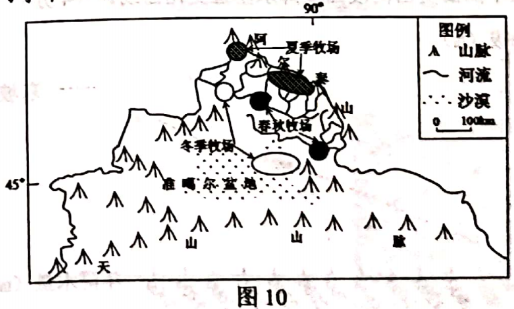 90°
图例
山脉
河流
沙漠
0 100km
阿
尔
泰
山
夏季牧场
春秋牧场
冬季牧场
45°
准噶尔盆地
天
山
山
脉
图10